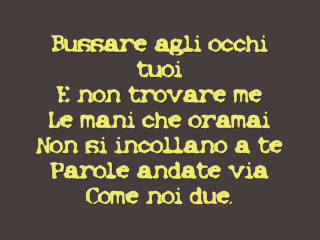 Bussare agli occhi
tuoi
E non trovare me
Le mani che oramai
Non si incollano a te
Parole andate via
Come noi due.